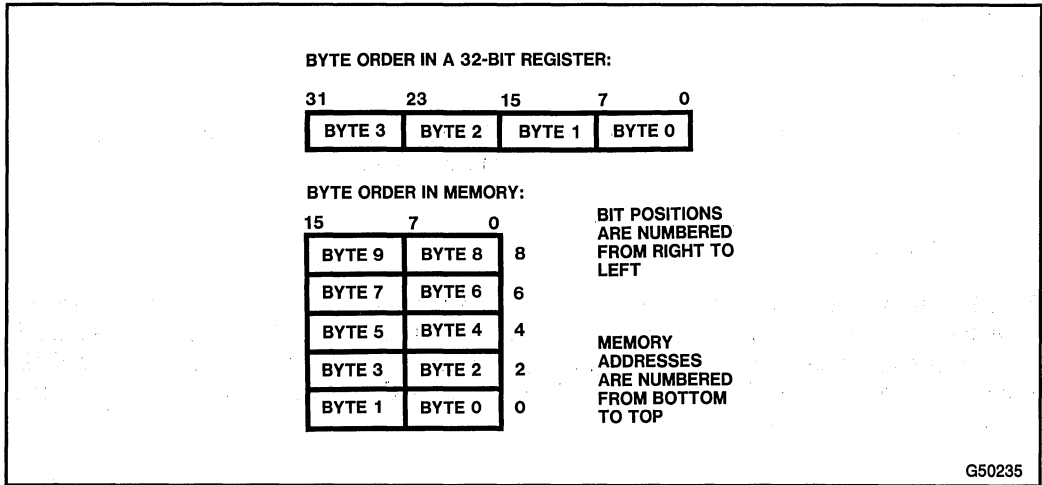 BYTE ORDER IN A 32-BIT REGISTER:
31 23 15 7 0
BYTE 3 BYTE 2 BYTE 1 BYTE 0
BYTE ORDER IN MEMORY:
15 7 0
BYTE 9 BYTE 8 8
BYTE 7 BYTE 6 6
BYTE 5 BYTE 4 4
BYTE 3 BYTE 2 2
BYTE 1 BYTE 0 0
BIT POSITIONS
ARE NUMBERED
FROM RIGHT TO
LEFT
MEMORY
ADDRESSES
ARE NUMBERED
FROM BOTTOM
TO TOP
G50235